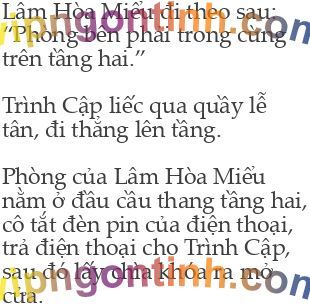 Lâm Hòa Miểu đi theo sau:
“Phòng bên phải trong cùng
trên tầng hai.”
Trình Cập liếc qua quầy lễ
tân, đi thẳng lên tầng.
Phòng của Lâm Hòa Miểu
nằm ở đầu cầu thang tầng hai,
cô tắt đèn pin của điện thoại,
trả điện thoại cho Trình Cập,
sau đó lấy chìa khóa ra mở
cửa.
vipngontinh.com
vipngontinh.com